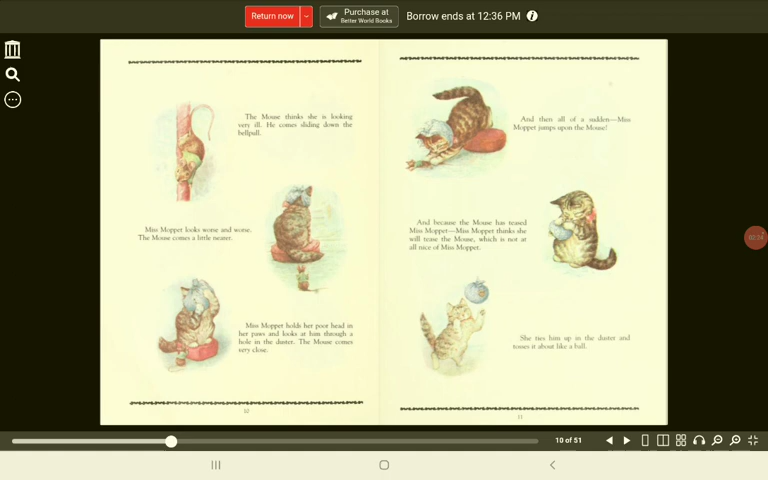 Return now
Purchase at
Better World Books
Borrow ends at 12:36 PM
The Mouse thinks she is looking
very ill. He comes sliding down the
bellpull.
Miss Moppet looks worse and worse.
The Mouse comes a little nearer.
Miss Moppet holds her poor head in
her paws and looks at him through a
hole in the duster. The Mouse comes
very close.
10
And then all of a sudden—Miss
Moppet jumps upon the Mouse!
And because the Mouse has teased
Miss Moppet—Miss Moppet thinks she
will tease the Mouse, which is not at
all nice of Miss Moppet.
She ties him up in the duster and
tosses it about like a ball.
11
02:24
10 of 51